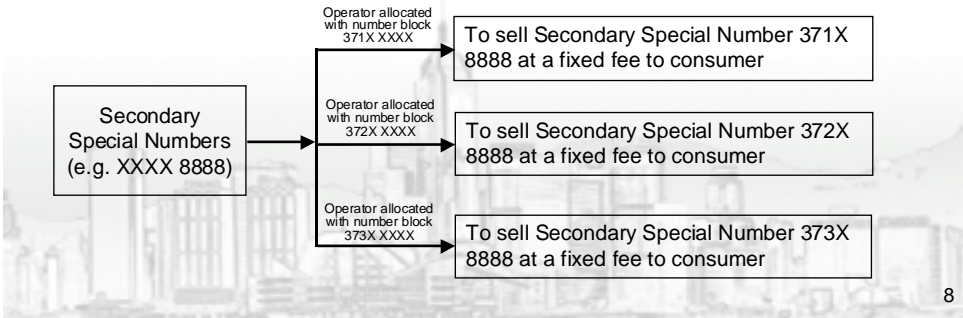 Secondary
Special Numbers
(e.g. XXXX 8888)
Operator allocated
with number block
371X XXXX
To sell Secondary Special Number 371X
8888 at a fixed fee to consumer
Operator allocated
with number block
372X XXXX
To sell Secondary Special Number 372X
8888 at a fixed fee to consumer
Operator allocated
with number block
373X XXXX
To sell Secondary Special Number 373X
8888 at a fixed fee to consumer
8